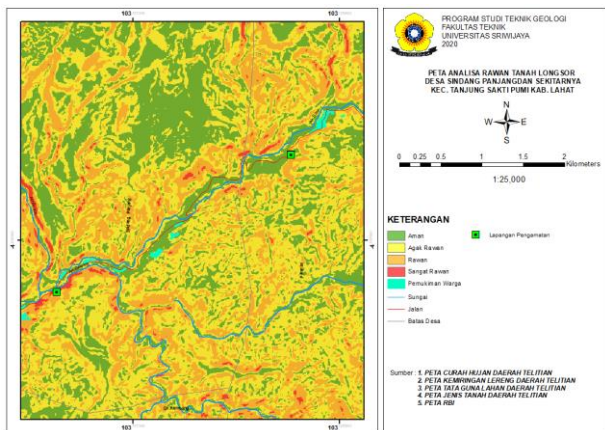 103
103
PROGRAM STUDI TEKNIK GEOLOGI
FAKULTAS TEKNIK
UNIVERSITAS SRIWIJAYA
2020
PETA ANALISA RAWAN TANAH LONGSOR
DESA SINDANG PANJANGDAN SEKITARNYA
KEC. TANJUNG SAKTI PUMI KAB. LAHAT
N
W E
S
0 0.25 0.5 1 1.5 2
Kilometers
1:25,000
KETERANGAN
Aman
Agak Rawan
Rawan
Sangat Rawan
Pemukiman Warga
Sungai
Jalan
Batas Desa
Lapangan Pengamatan
Sumber : 1. PETA CURAH HUJAN DAERAH TELITIAN
2. PETA KEMIRINGAN LERENG DAERAH TELITIAN
3. PETA TATA GUNA LAHAN DAERAH TELITIAN
4. PETA JENIS TANAH DAERAH TELITIAN
5. PETA RBI
-4
-4
103
103